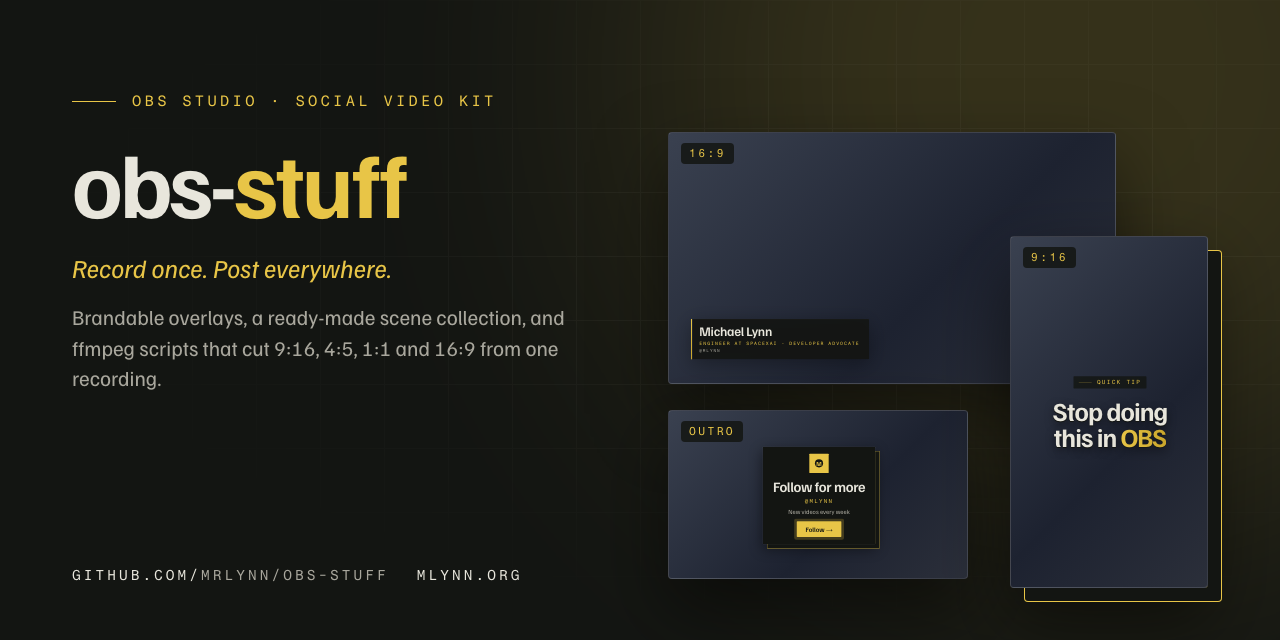 OBS STUDIO · SOCIAL VIDEO KIT
obs-stuff
Record once. Post everywhere.
Brandable overlays, a ready-made scene collection, and
ffmpeg scripts that cut 9:16, 4:5, 1:1 and 16:9 from one
recording.
GITHUB.COM/MRLYNN/OBS-STUFF MLYNN.ORG
16:9
Michael Lynn
ENGINEER AT SPACEXAI · DEVELOPER ADVOCATE
@MLYNN
9:16
QUICK TIP
Stop doing
this in OBS
OUTRO
Follow for more
@MLYNN
New videos every week
Follow →